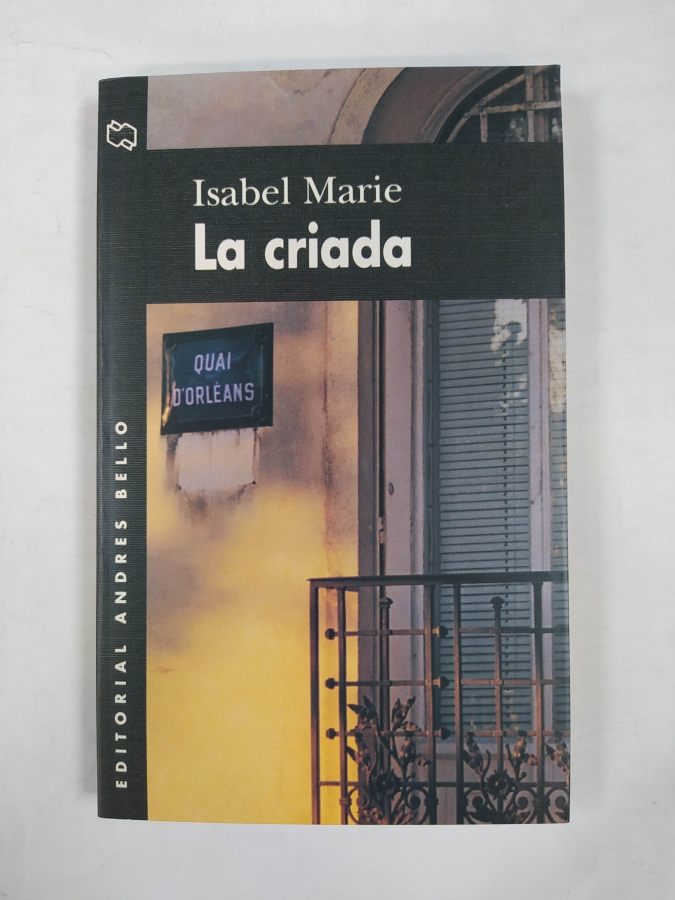 Isabel Marie
La criada
QUAI
D'ORLÉANS
EDITORIAL ANDRES BELLO